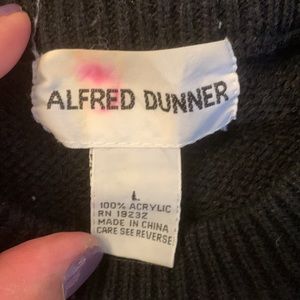 ALFRED DUNNER
L
100% ACRYLIC
RN 19232
MADE IN CHINA
CARE SEE REVERSE